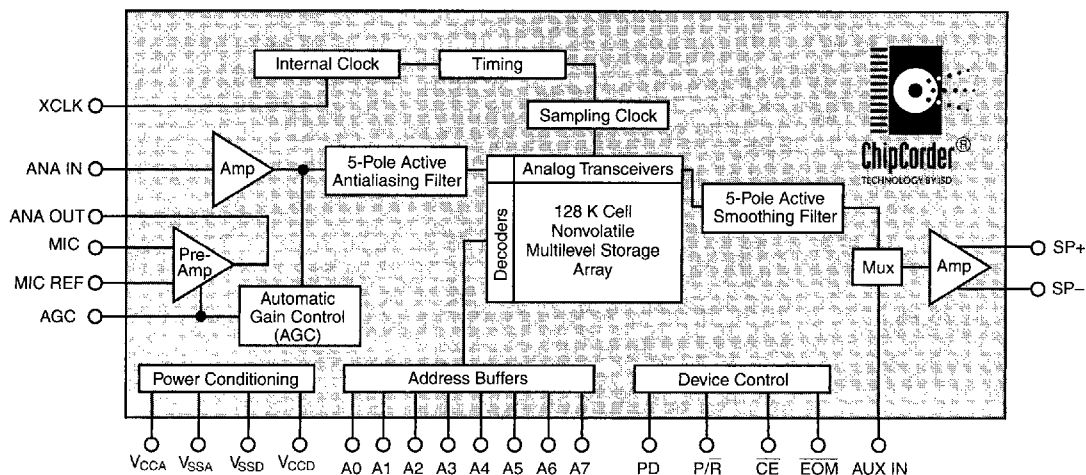 Internal Clock
Timing
XCLK
Sampling Clock
ChipCorder®
TECHNOLOGY BY ISD
ANA IN
Amp
5-Pole Active
Antialiasing Filter
Analog Transceivers
Decoders
128 K Cell
Nonvolatile
Multilevel Storage
Array
5-Pole Active
Smoothing Filter
ANA OUT
MIC
Pre-
Amp
MIC REF
AGC
Automatic
Gain Control
(AGC)
Mux
Amp
SP+
SP–
Power Conditioning
Address Buffers
Device Control
VCCA
VSSA
VSSD
VCCD
A0
A1
A2
A3
A4
A5
A6
A7
PD
P/R̅
C̅E̅
E̅O̅M̅
AUX IN